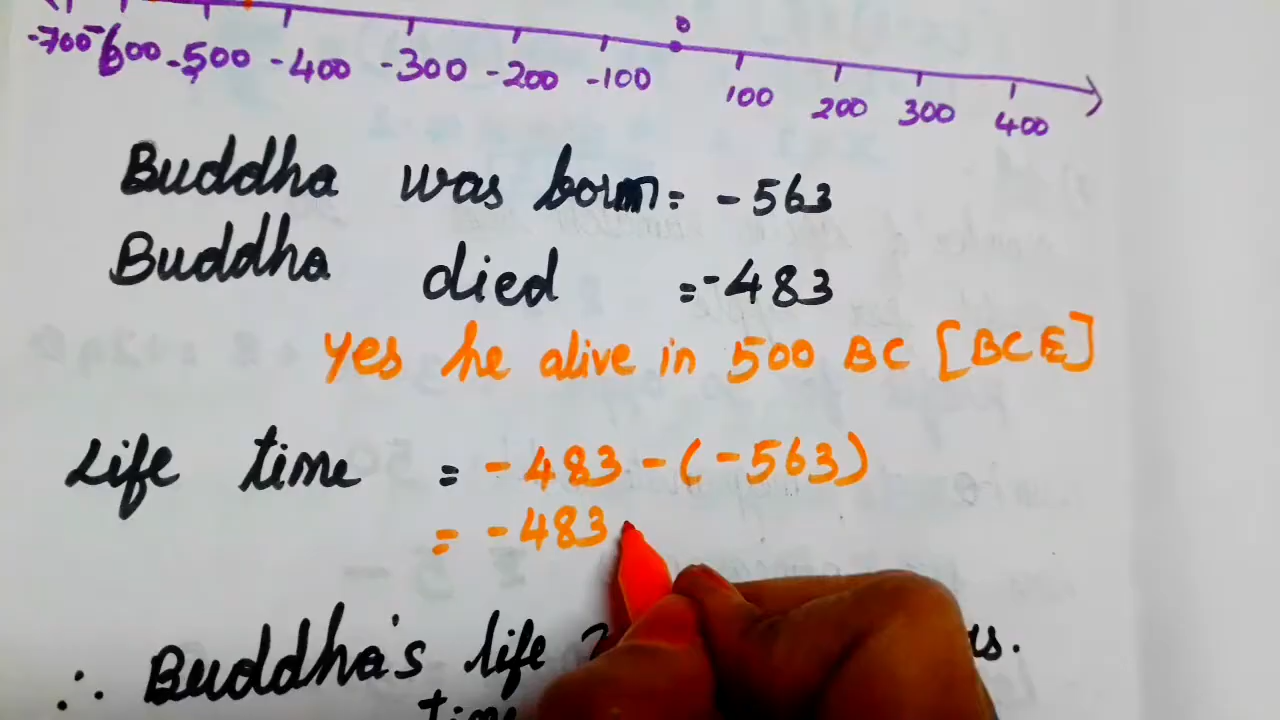 -700 -600 -500 -400 -300 -200 -100 0 100 200 300 400
Buddha was born = -563
Buddha died = -483
Yes he alive in 500 BC [BCE]
Life time = -483 - (-563)
= -483
∴ Buddha's life
time